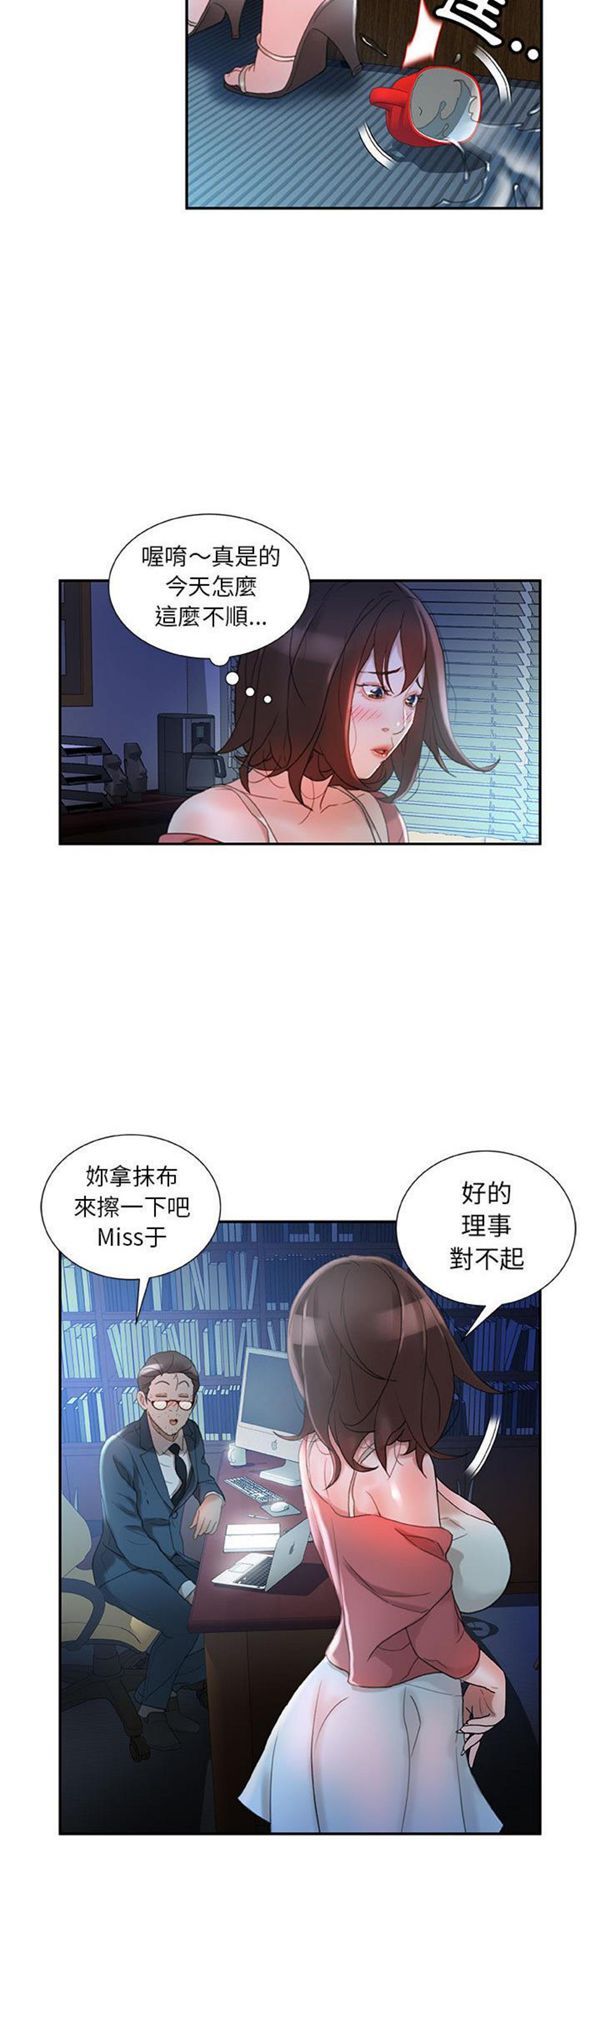 喔唷～真是的
今天怎麼
這麼不順...
妳拿抹布
來擦一下吧
Miss于
好的
理事
對不起